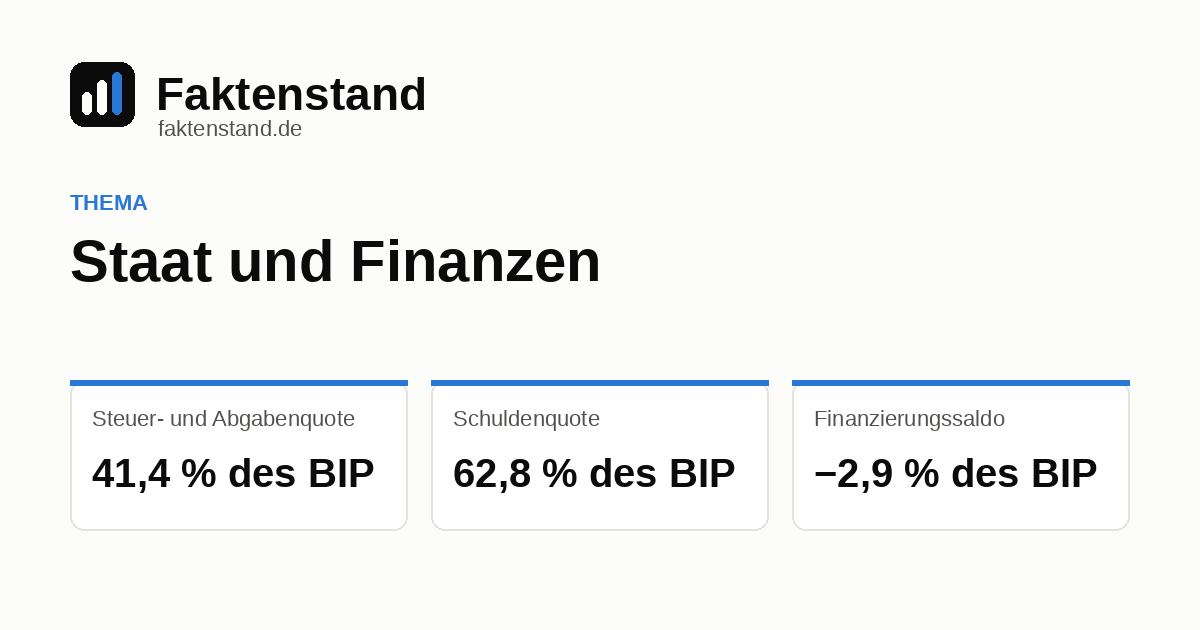 Faktenstand
faktenstand.de
THEMA
Staat und Finanzen
Steuer- und Abgabenquote
41,4 % des BIP
Schuldenquote
62,8 % des BIP
Finanzierungssaldo
−2,9 % des BIP